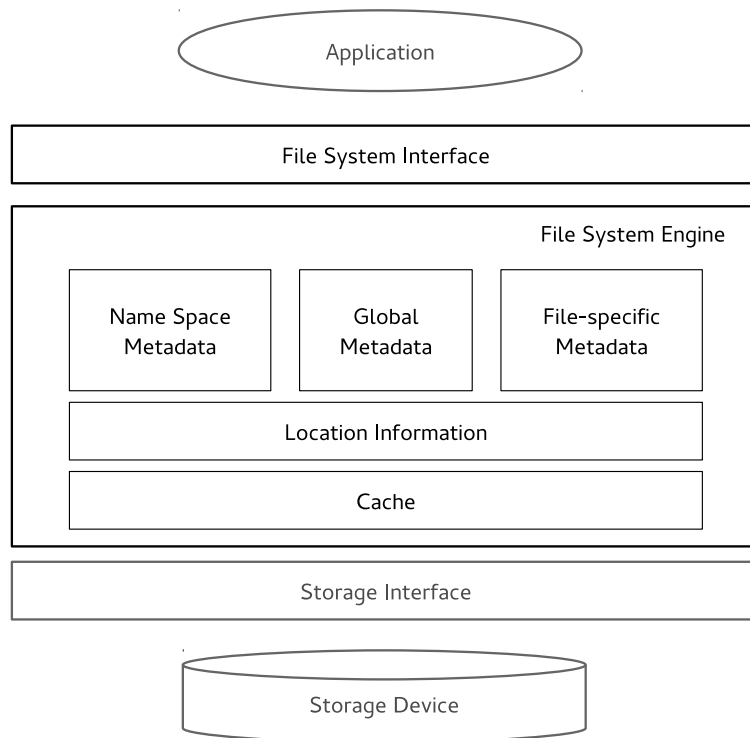 Application
File System Interface
File System Engine
Name Space
Metadata
Global
Metadata
File-specific
Metadata
Location Information
Cache
Storage Interface
Storage Device